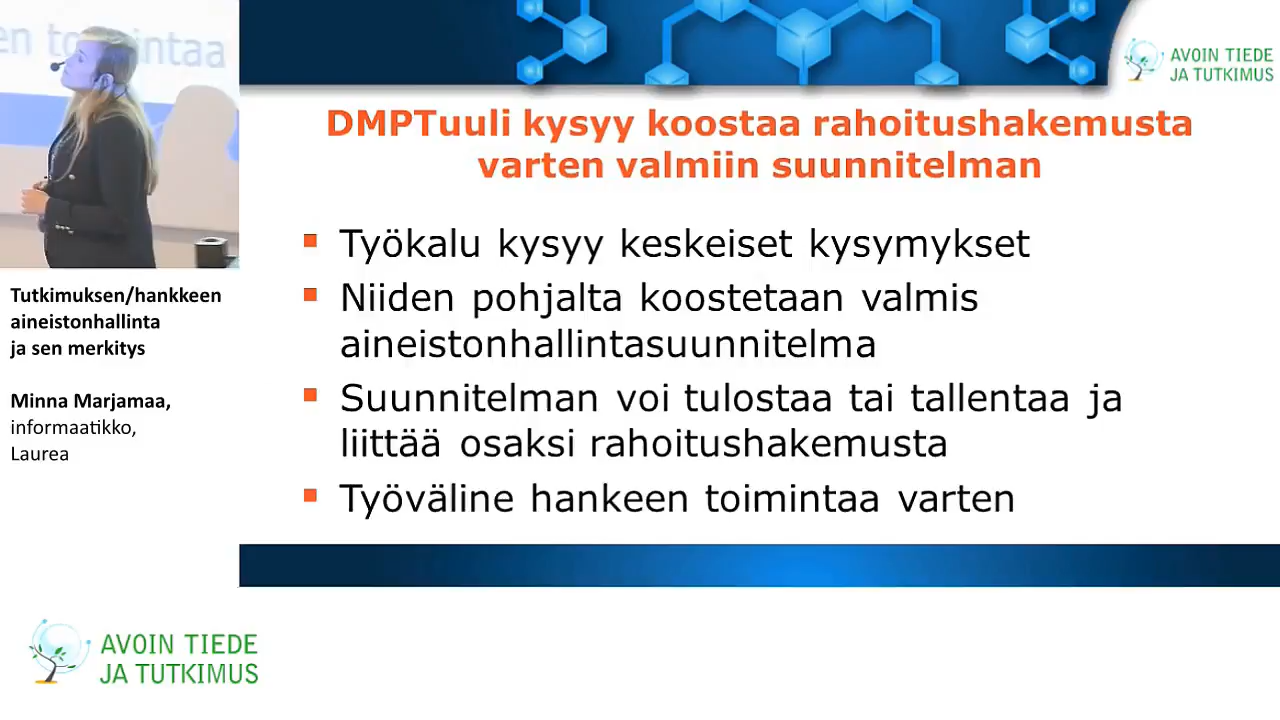 en toimintaa
AVOIN TIEDE
JA TUTKIMUS
DMPTuuli kysyy koostaa rahoitushakemusta
varten valmiin suunnitelman
Työkalu kysyy keskeiset kysymykset
Niiden pohjalta koostetaan valmis
aineistonhallintasuunnitelma
Suunnitelman voi tulostaa tai tallentaa ja
liittää osaksi rahoitushakemusta
Työväline hankeen toimintaa varten
Tutkimuksen/hankkeen
aineistonhallinta
ja sen merkitys
Minna Marjamaa,
informaatikko,
Laurea
AVOIN TIEDE
JA TUTKIMUS